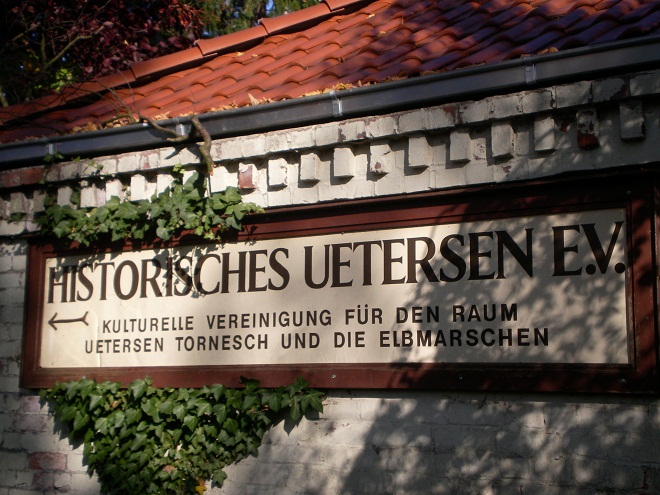 HISTORISCHES UETERSEN E.V.
KULTURELLE VEREINIGUNG FÜR DEN RAUM
UETERSEN TORNESCH UND DIE ELBMARSCHEN